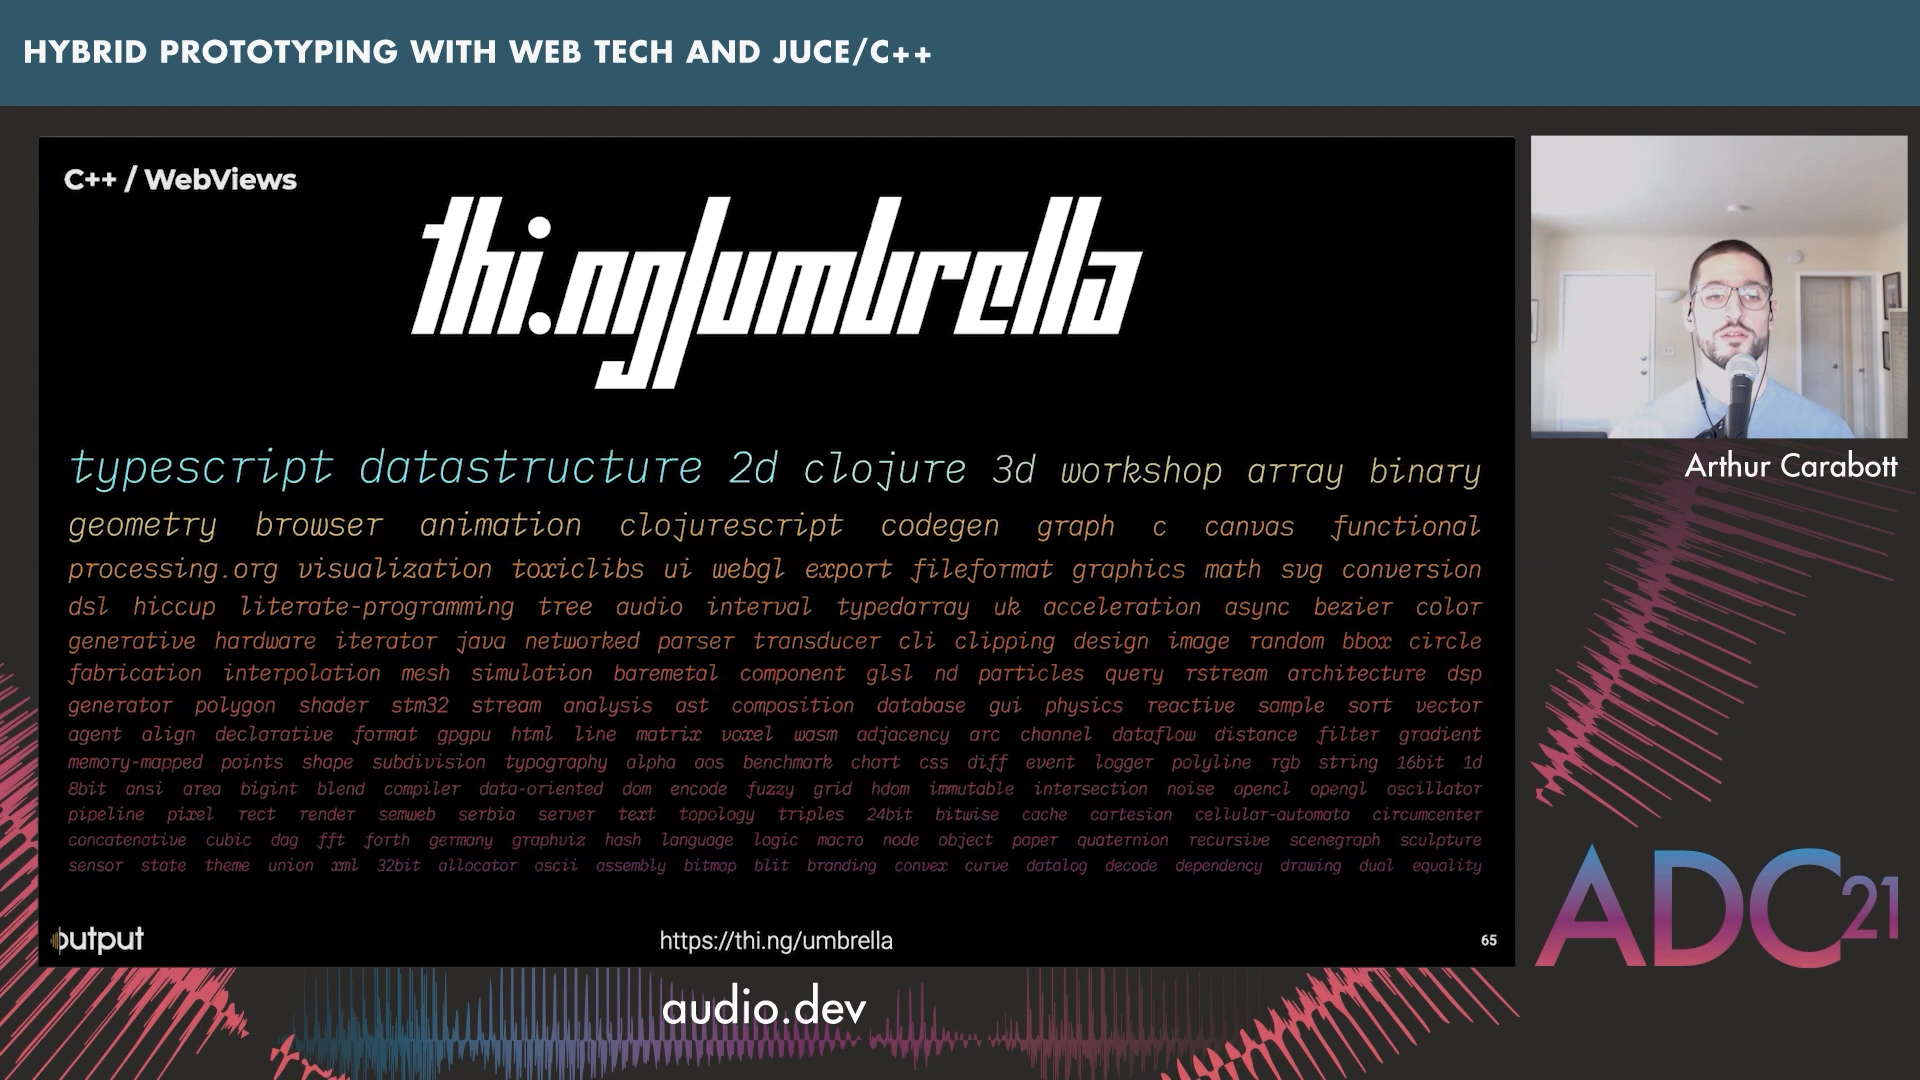 HYBRID PROTOTYPING WITH WEB TECH AND JUCE/C++
C++ / WebViews
thi.ng/umbrella
typescript datastructure 2d clojure 3d workshop array binary
geometry browser animation clojurescript codegen graph c canvas functional
processing.org visualization toxiclibs ui webgl export fileformat graphics math svg conversion
dsl hiccup literate-programming tree audio interval typedarray uk acceleration async bezier color
generative hardware iterator java networked parser transducer cli clipping design image random bbox circle
fabrication interpolation mesh simulation baremetal component glsl nd particles query rstream architecture dsp
generator polygon shader stm32 stream analysis ast composition database gui physics reactive sample sort vector
agent align declarative format gpgpu html line matrix voxel wasm adjacency arc channel dataflow distance filter gradient
memory-mapped points shape subdivision typography alpha aos benchmark chart css diff event logger polyline rgb string 16bit 1d
8bit ansi area bigint blend compiler data-oriented dom encode fuzzy grid hdom immutable intersection noise opencl opengl oscillator
pipeline pixel rect render semweb serbia server text topology triples 24bit bitwise cache cartesian cellular-automata circumcenter
concatenative cubic dag fft forth germany graphviz hash language logic macro node object paper quaternion recursive scenegraph sculpture
sensor state theme union xml 32bit allocator ascii assembly bitmap blit branding convex curve datalog decode dependency drawing dual equality
output
https://thi.ng/umbrella
65
Arthur Carabott
ADC21
audio.dev